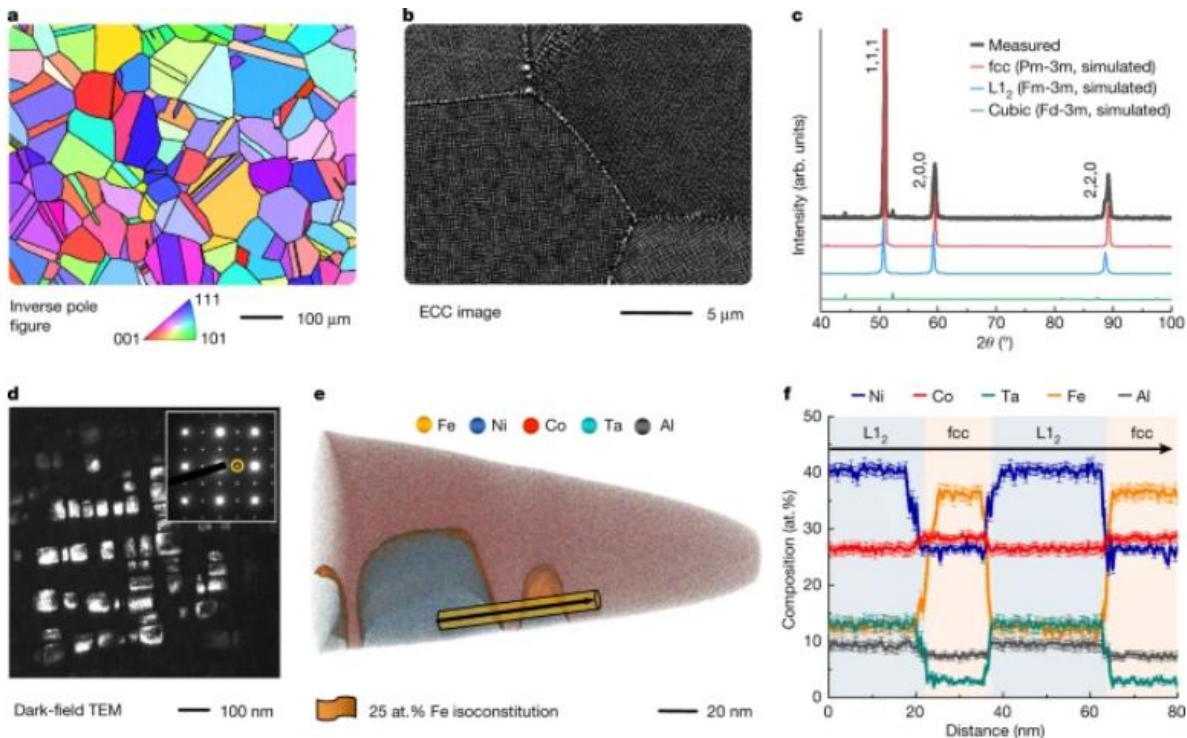 a
Inverse pole
figure
111
001
101
100 μm
b
ECC image
5 μm
c
Intensity (arb. units)
1,1,1
2,0,0
2,2,0
Measured
fcc (Pm-3m, simulated)
L1₂ (Fm-3m, simulated)
Cubic (Fd-3m, simulated)
40 50 60 70 80 90 100
2θ (°)
d
Dark-field TEM
100 nm
e
Fe Ni Co Ta Al
25 at.% Fe isoconstitution
20 nm
f
Ni Co Ta Fe Al
L1₂ fcc L1₂ fcc
Composition (at.%)
50
40
30
20
10
0
0 20 40 60 80
Distance (nm)